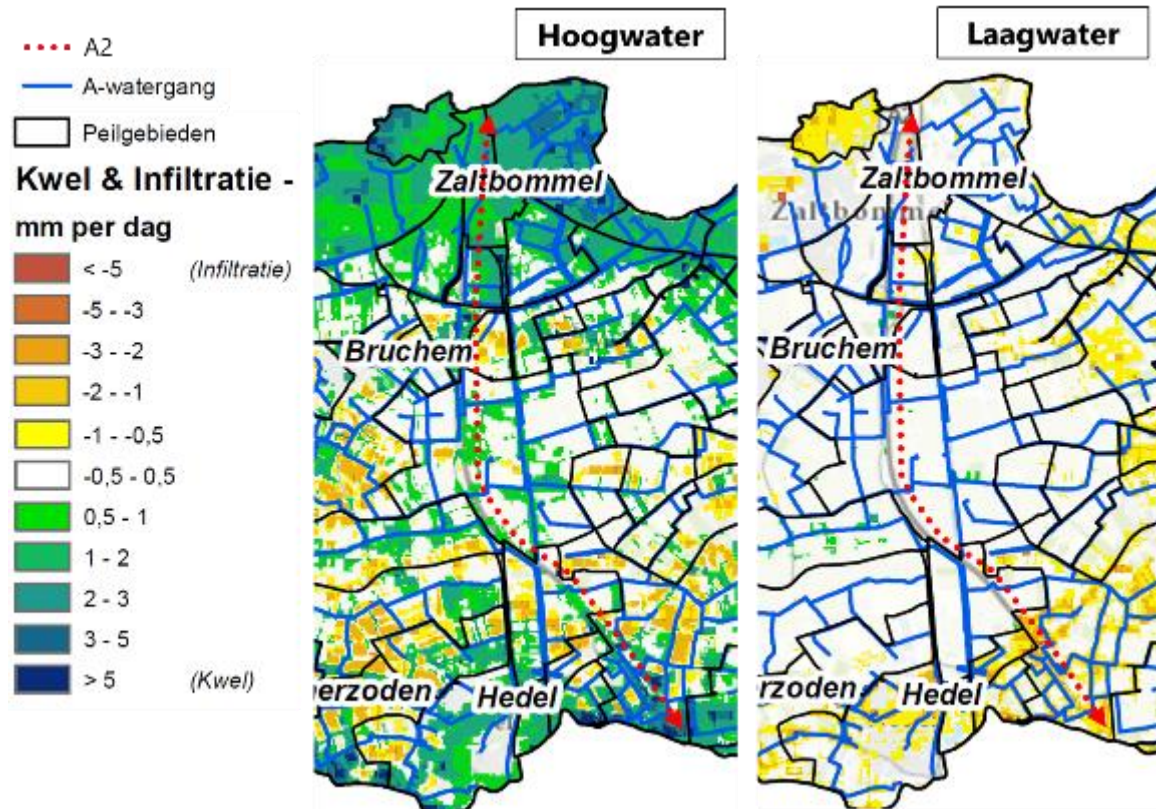 A2
A-watergang
Peilgebieden
Kwel & Infiltratie -
mm per dag
< -5 (Infiltratie)
-5 - -3
-3 - -2
-2 - -1
-1 - -0,5
-0,5 - 0,5
0,5 - 1
1 - 2
2 - 3
3 - 5
> 5 (Kwel)
Hoogwater
Zaltbommel
Bruchem
erzoden
Hedel
Laagwater
Zaltbommel
Zaltbomme
Bruchem
erzoden
Hedel